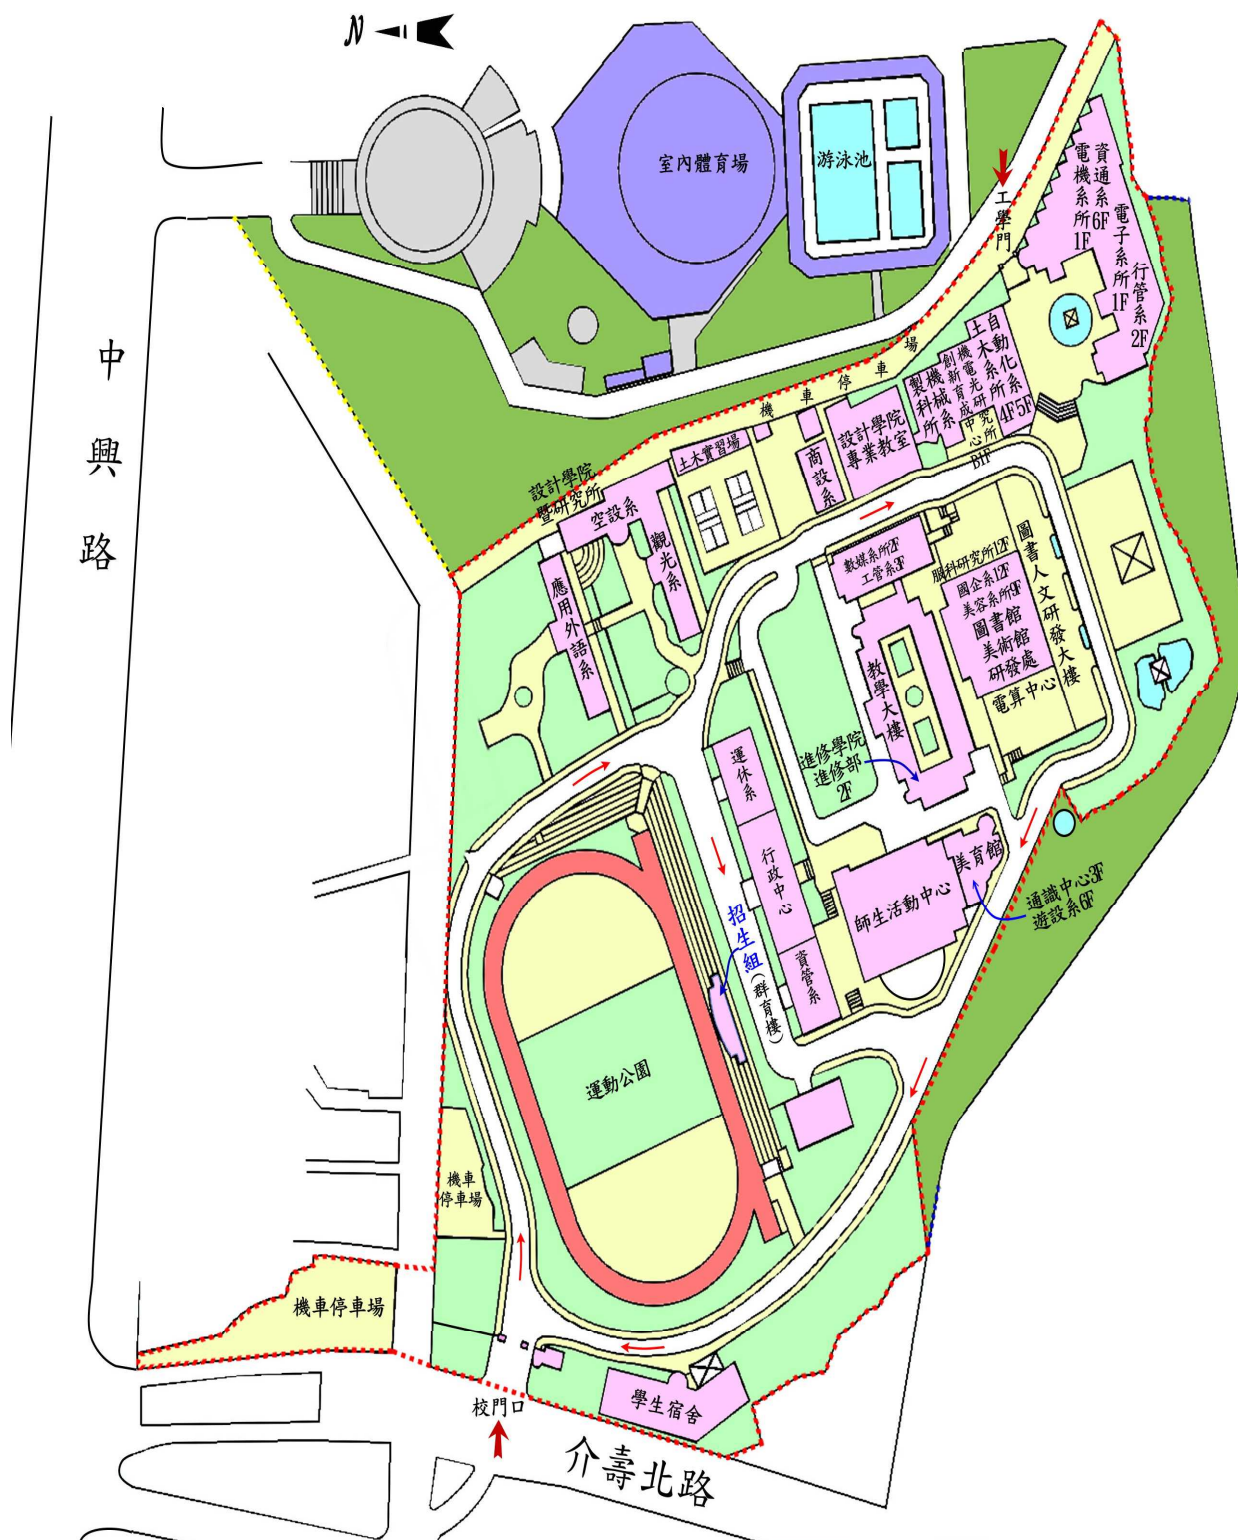 N
室內體育場
游泳池
工學門
資通系6F
電機系所1F
電子系所1F
行管系2F
中興路
機車停車場
自動化系
土木系所
4F5F
創新育成
中心
機電光系
研究所
B1F
機械系
製科所
設計學院
專業教室
商設系
土木實習場
設計學院
暨研究所
空設系
觀光系
應用外語系
數媒系所2F
工管系3F
腦科研究所12F
國企系12F
美容系所9F
圖書館
美術館
研發處
電算中心
圖書人文研發大樓
教學大樓
進修學院
進修部
2F
運休系
行政中心
資管系
美育館
師生活動中心
通識中心3F
遊設系6F
招生組
(群育樓)
運動公園
機車
停車場
機車停車場
校門口
學生宿舍
介壽北路